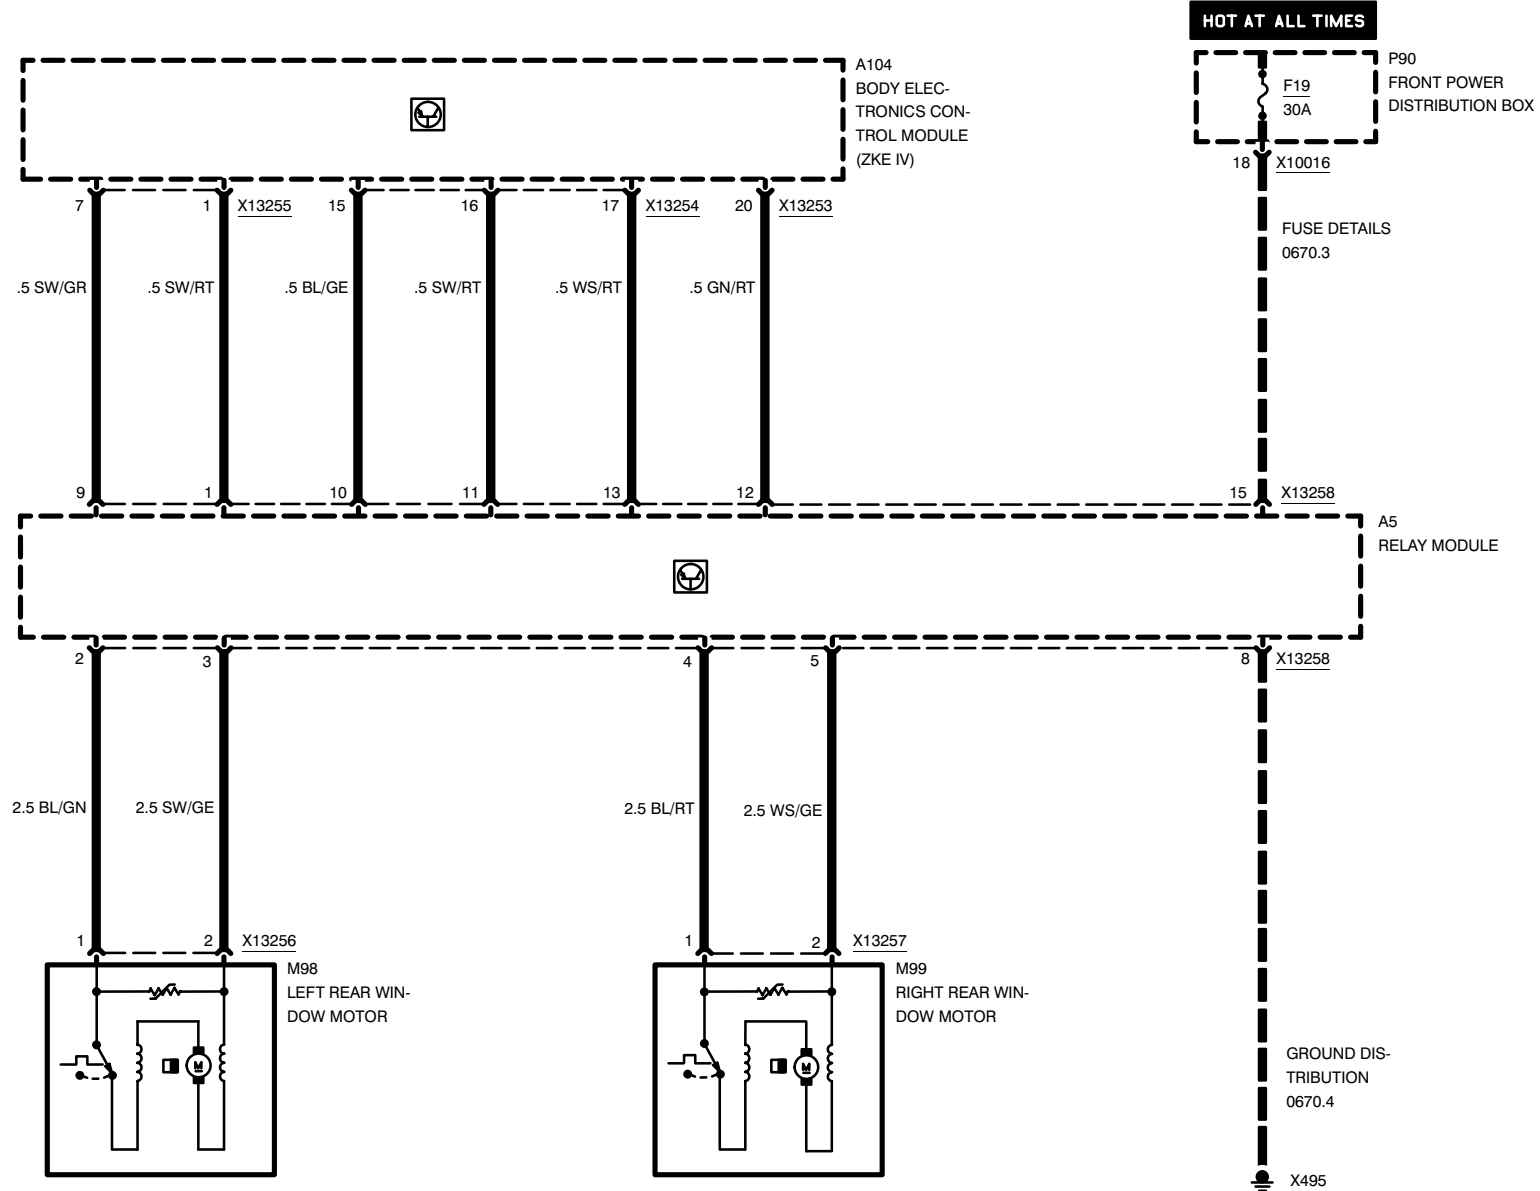 HOT AT ALL TIMES
A104
BODY ELEC-
TRONICS CON-
TROL MODULE
(ZKE IV)
P90
FRONT POWER
DISTRIBUTION BOX
F19
30A
18 X10016
7 1 X13255 15 16 17 X13254 20 X13253
FUSE DETAILS
0670.3
.5 SW/GR .5 SW/RT .5 BL/GE .5 SW/RT .5 WS/RT .5 GN/RT
9 1 10 11 13 12 15 X13258
A5
RELAY MODULE
2 3 4 5 8 X13258
2.5 BL/GN 2.5 SW/GE 2.5 BL/RT 2.5 WS/GE
1 2 X13256 1 2 X13257
M98
LEFT REAR WIN-
DOW MOTOR
M
M99
RIGHT REAR WIN-
DOW MOTOR
M
GROUND DIS-
TRIBUTION
0670.4
X495